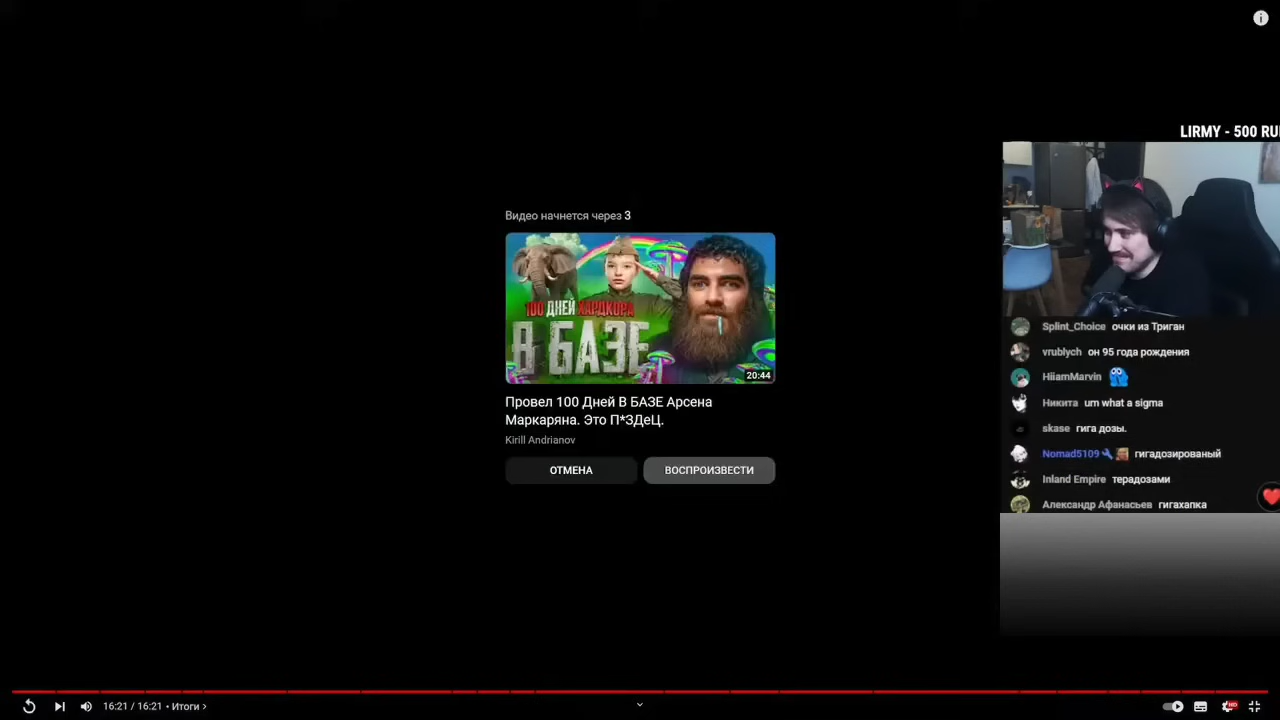 LIRMY - 500 RU
Видео начнется через 3
100 ДНЕЙ ХАРДКОРА
В БАЗЕ
20:44
Провел 100 Дней В БАЗЕ Арсена
Маркаряна. Это П*ЗДеЦ.
Kirill Andrianov
ОТМЕНА
ВОСПРОИЗВЕСТИ
Splint_Choice очки из Триган
vrublych он 95 года рождения
HiiamMarvin
Никита um what a sigma
skase гига дозы.
Nomad5109 гигадозированый
Inland Empire терадозами
Александр Афанасьев гигахапка
16:21 / 16:21 • Итоги >
HD